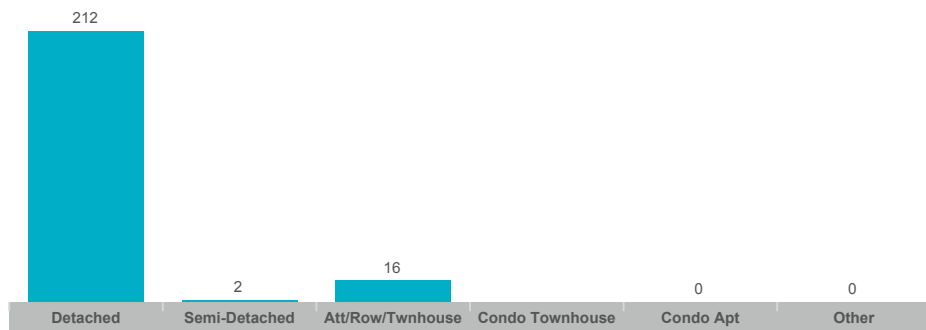 212
2
16
0
0
Detached
Semi-Detached
Att/Row/Twnhouse
Condo Townhouse
Condo Apt
Other